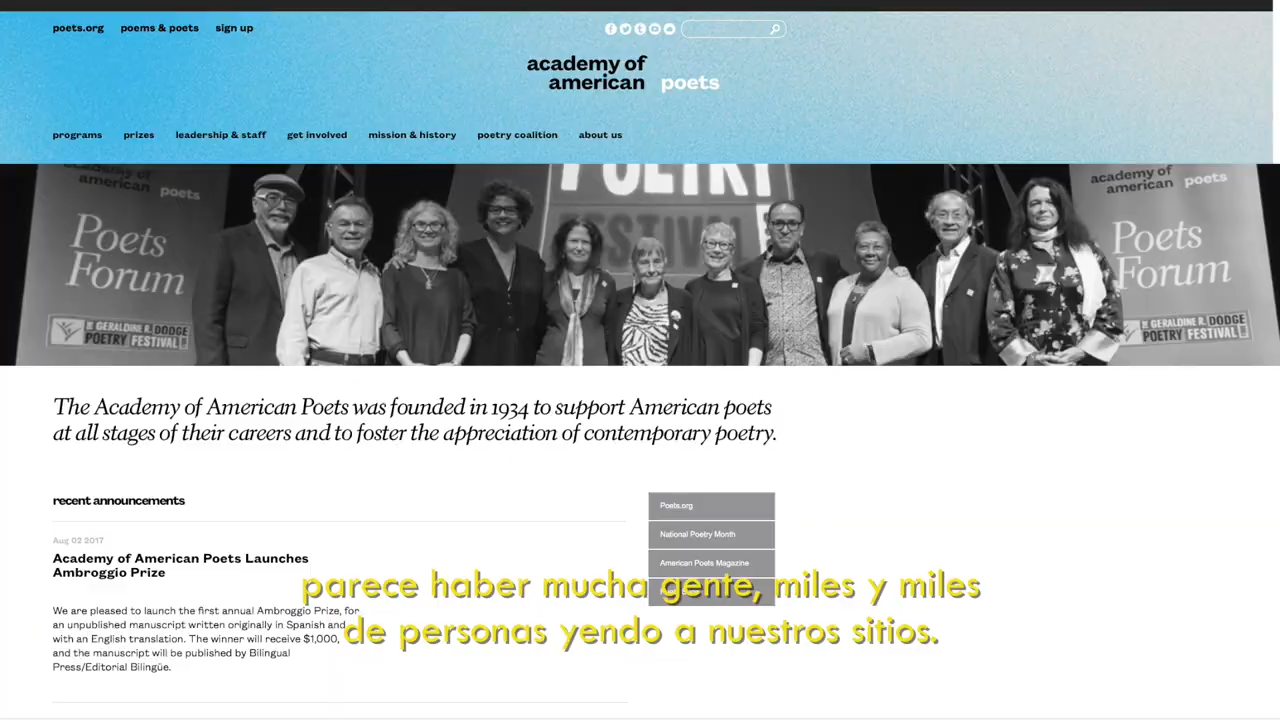 poets.org poems & poets sign up
academy of
american poets
programs prizes leadership & staff get involved mission & history poetry coalition about us
academy of
american poets
Poets
Forum
THE GERALDINE R. DODGE
POETRY FESTIVAL
POETRY
FESTIVAL
academy of
american poets
Poets
Forum
THE GERALDINE R. DODGE
POETRY FESTIVAL
The Academy of American Poets was founded in 1934 to support American poets
at all stages of their careers and to foster the appreciation of contemporary poetry.
recent announcements
Aug 02 2017
Academy of American Poets Launches
Ambroggio Prize
We are pleased to launch the first annual Ambroggio Prize, for
an unpublished manuscript written originally in Spanish and
with an English translation. The winner will receive $1,000,
and the manuscript will be published by Bilingual
Press/Editorial Bilingüe.
Poets.org
National Poetry Month
American Poets Magazine
parece haber mucha gente, miles y miles
de personas yendo a nuestros sitios.